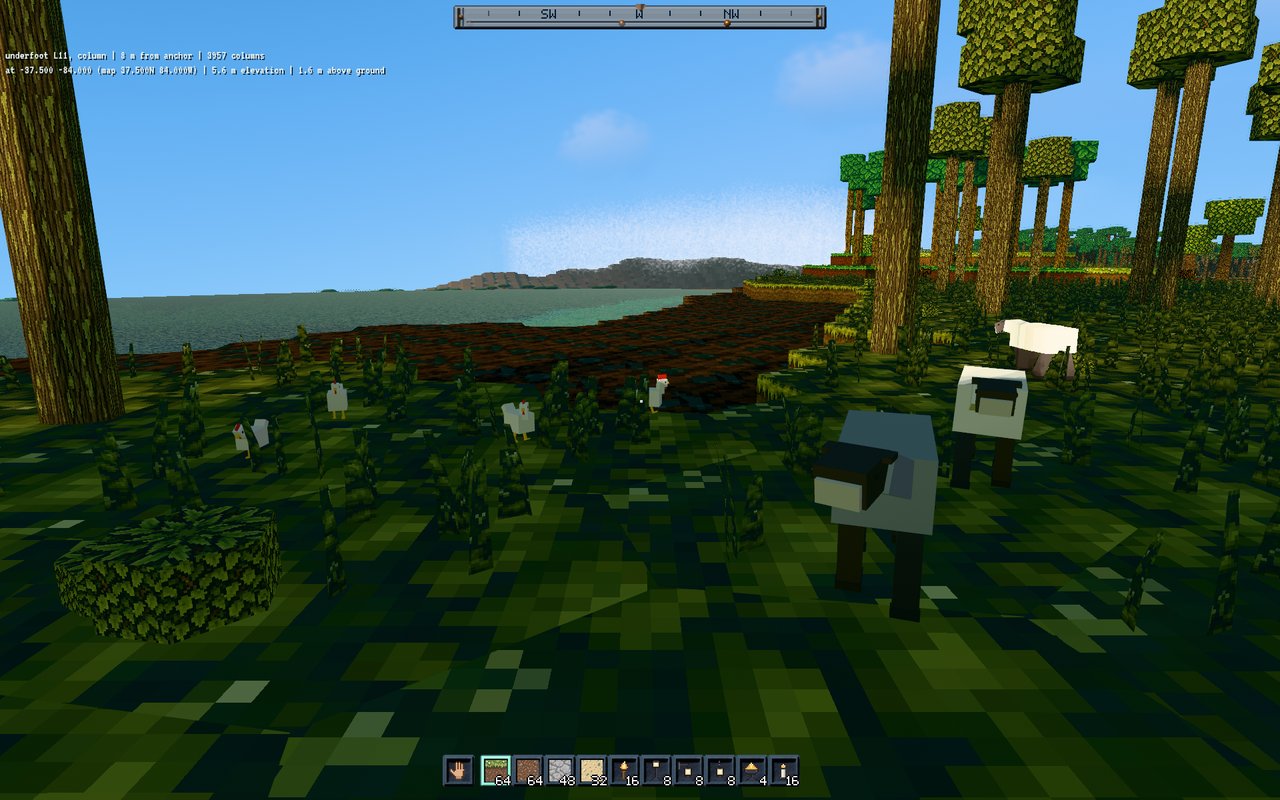 SW W NW
underfoot L11, column | 8 m from anchor | 3957 columns
at -37.500 -84.000 (map 37.500N 84.000W) | 5.6 m elevation | 1.6 m above ground
64 64 48 32 16 8 8 8 4 16